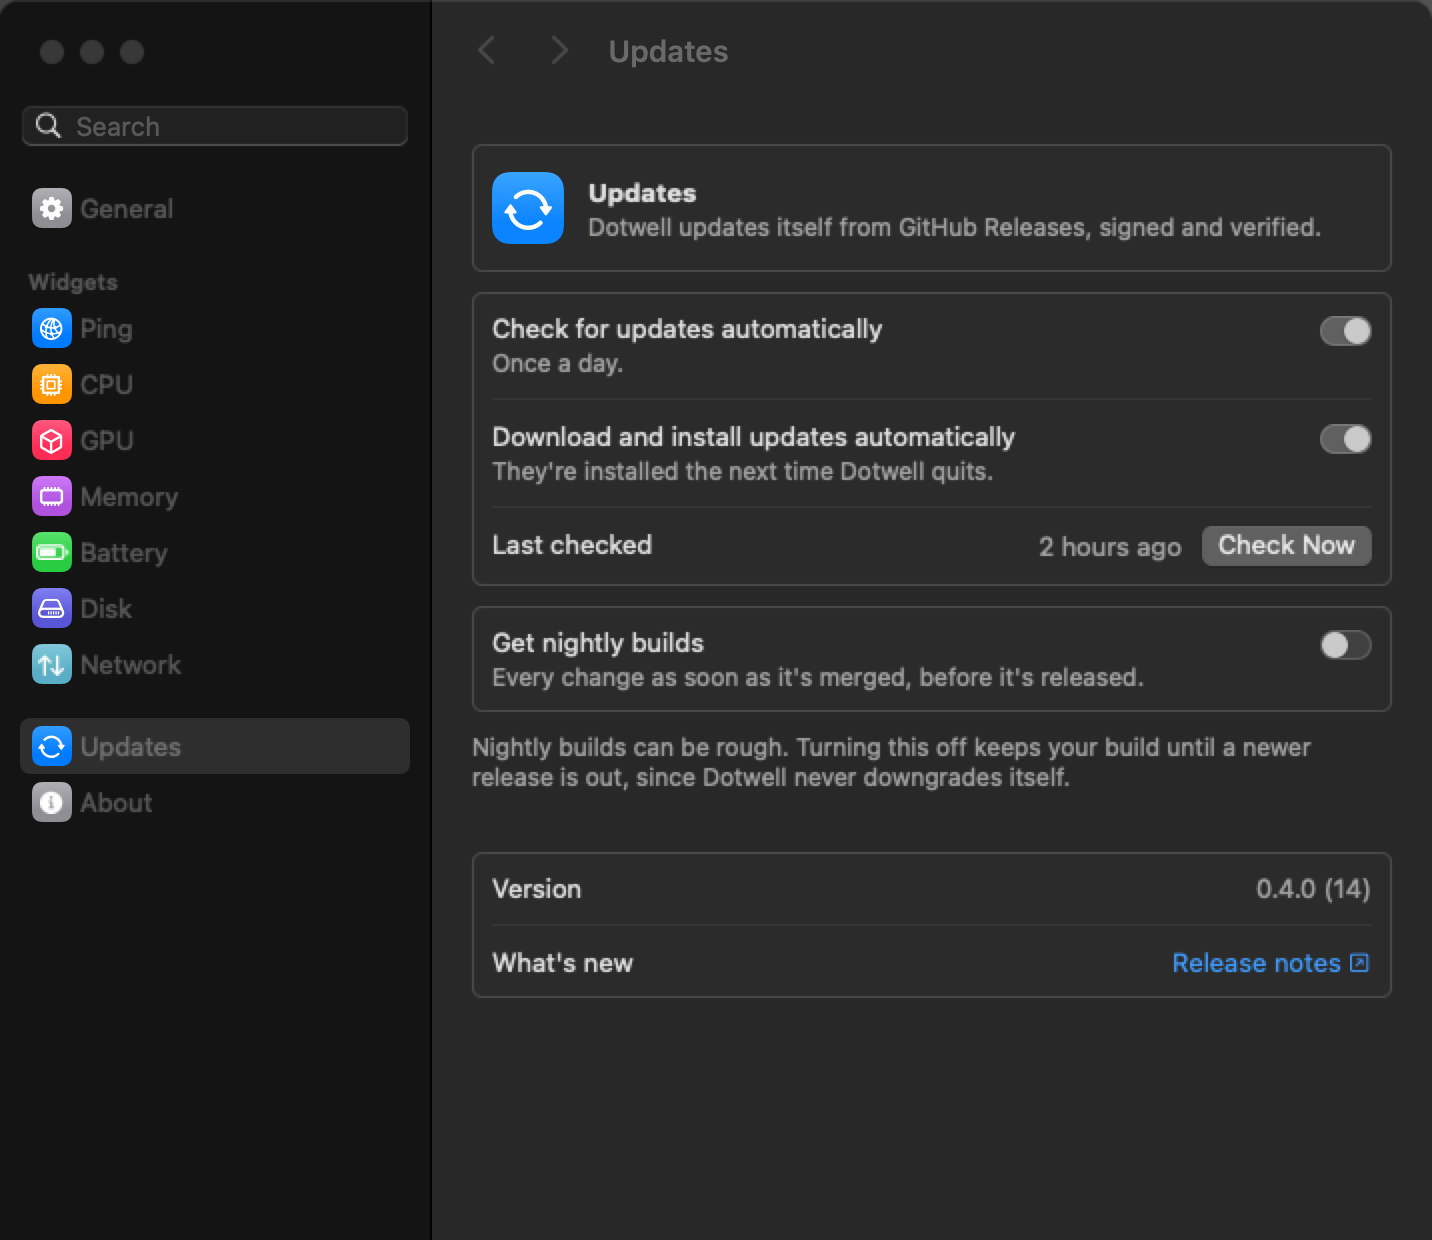 Updates
Search
General
Widgets
Ping
CPU
GPU
Memory
Battery
Disk
Network
Updates
About
Updates
Dotwell updates itself from GitHub Releases, signed and verified.
Check for updates automatically
Once a day.
Download and install updates automatically
They're installed the next time Dotwell quits.
Last checked
2 hours ago
Check Now
Get nightly builds
Every change as soon as it's merged, before it's released.
Nightly builds can be rough. Turning this off keeps your build until a newer
release is out, since Dotwell never downgrades itself.
Version
0.4.0 (14)
What's new
Release notes